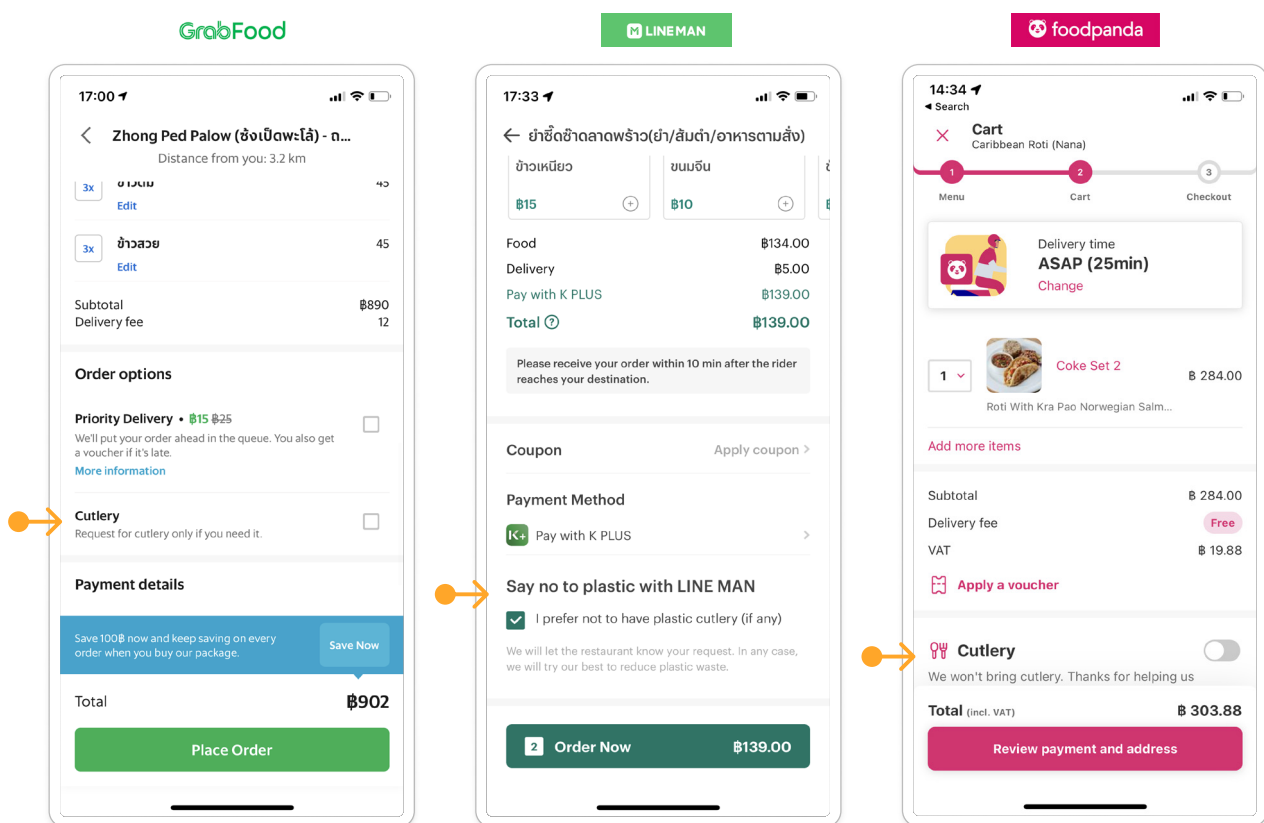 GrabFood
17:00
Zhong Ped Palow (ซ้งเป็ดพะโล้) - ถ...
Distance from you: 3.2 km
3x ข้าวต้ม 45
Edit
3x ข้าวสวย 45
Edit
Subtotal ฿890
Delivery fee 12
Order options
Priority Delivery • ฿15 ฿25
We'll put your order ahead in the queue. You also get
a voucher if it's late.
More information
Cutlery
Request for cutlery only if you need it.
Payment details
Save 100฿ now and keep saving on every
order when you buy our package.
Save Now
Total ฿902
Place Order
LINE MAN
17:33
ยำซี๊ดซ๊าดลาดพร้าว(ยำ/ส้มตำ/อาหารตามสั่ง)
ข้าวเหนียว ขนมจีน
฿15 ฿10
Food ฿134.00
Delivery ฿5.00
Pay with K PLUS ฿139.00
Total ? ฿139.00
Please receive your order within 10 min after the rider
reaches your destination.
Coupon Apply coupon >
Payment Method
K+ Pay with K PLUS >
Say no to plastic with LINE MAN
I prefer not to have plastic cutlery (if any)
We will let the restaurant know your request. In any case,
we will try our best to reduce plastic waste.
2 Order Now ฿139.00
foodpanda
14:34
Search
Cart
Caribbean Roti (Nana)
1 2 3
Menu Cart Checkout
Delivery time
ASAP (25min)
Change
1 Coke Set 2 ฿ 284.00
Roti With Kra Pao Norwegian Salm...
Add more items
Subtotal ฿ 284.00
Delivery fee Free
VAT ฿ 19.88
Apply a voucher
Cutlery
We won't bring cutlery. Thanks for helping us
Total (incl. VAT) ฿ 303.88
Review payment and address